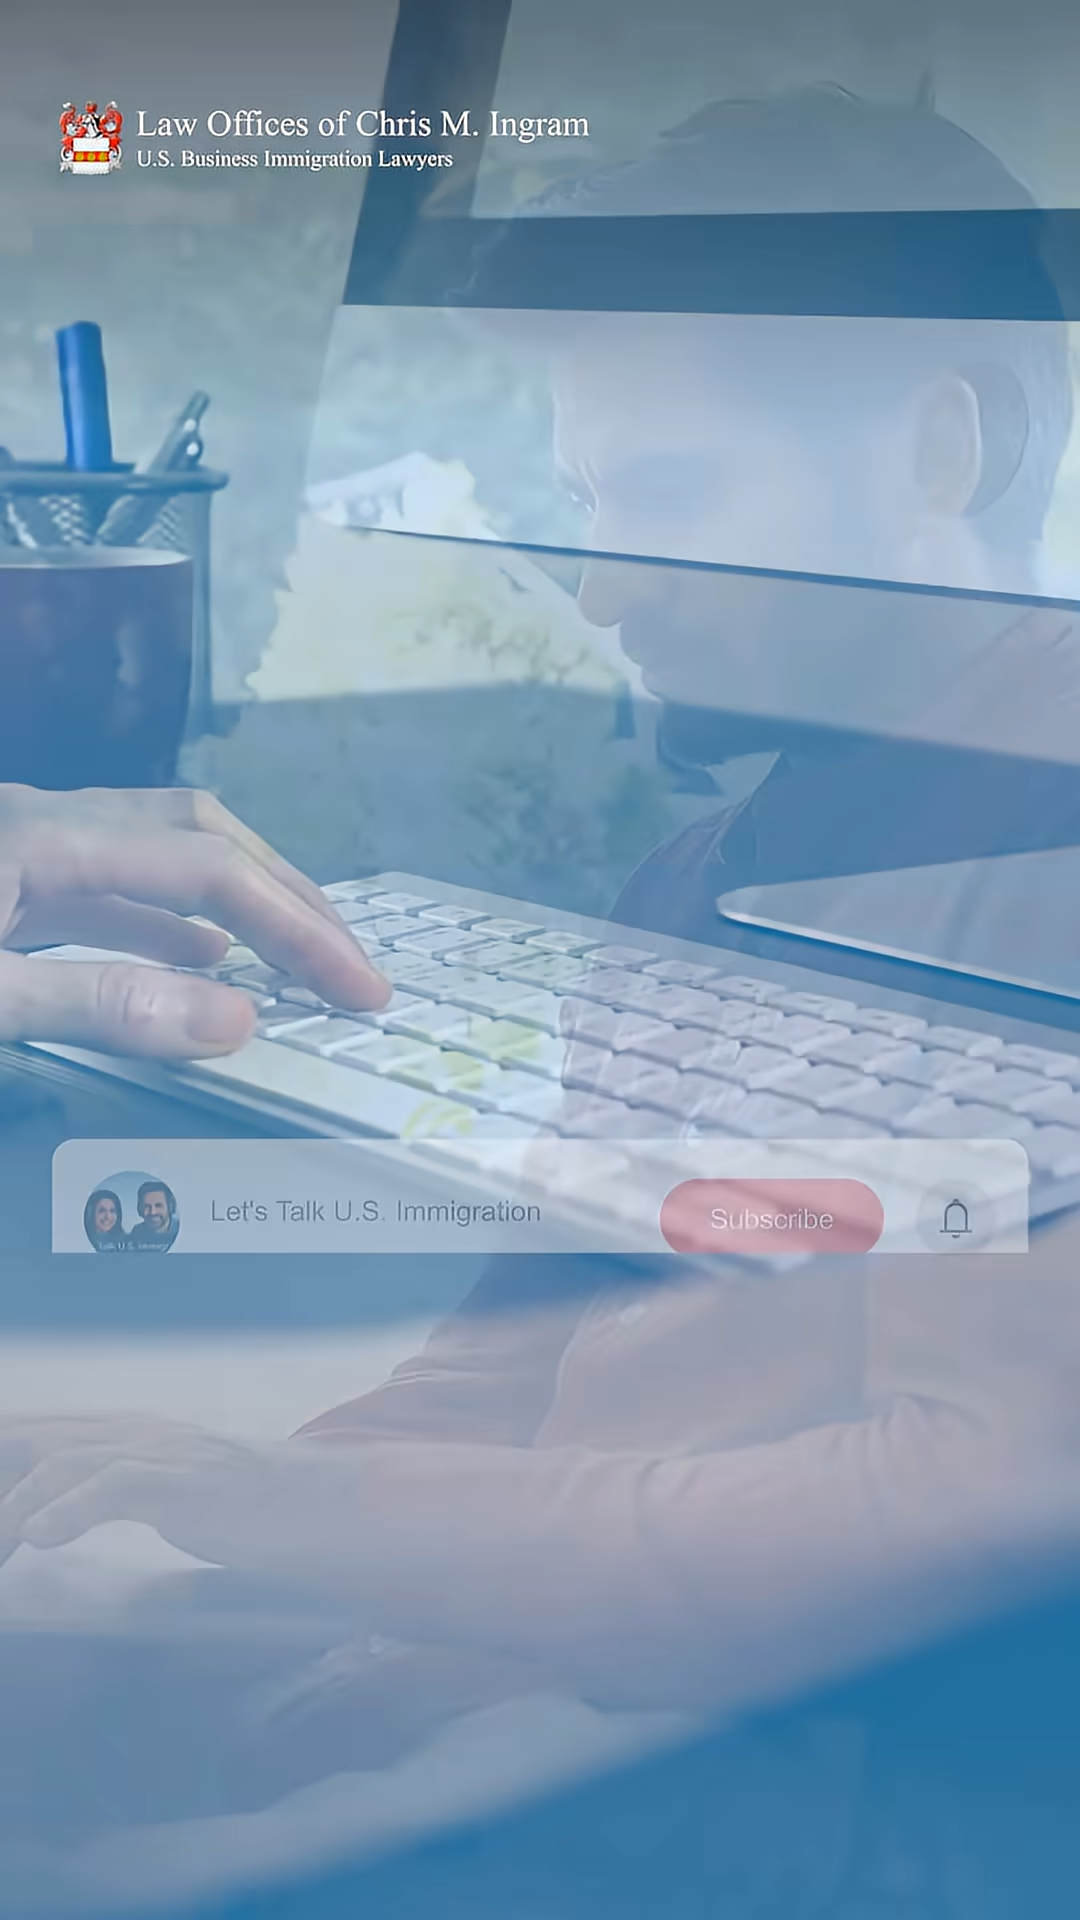 Law Offices of Chris M. Ingram
U.S. Business Immigration Lawyers
Let's Talk U.S. Immigration
Subscribe